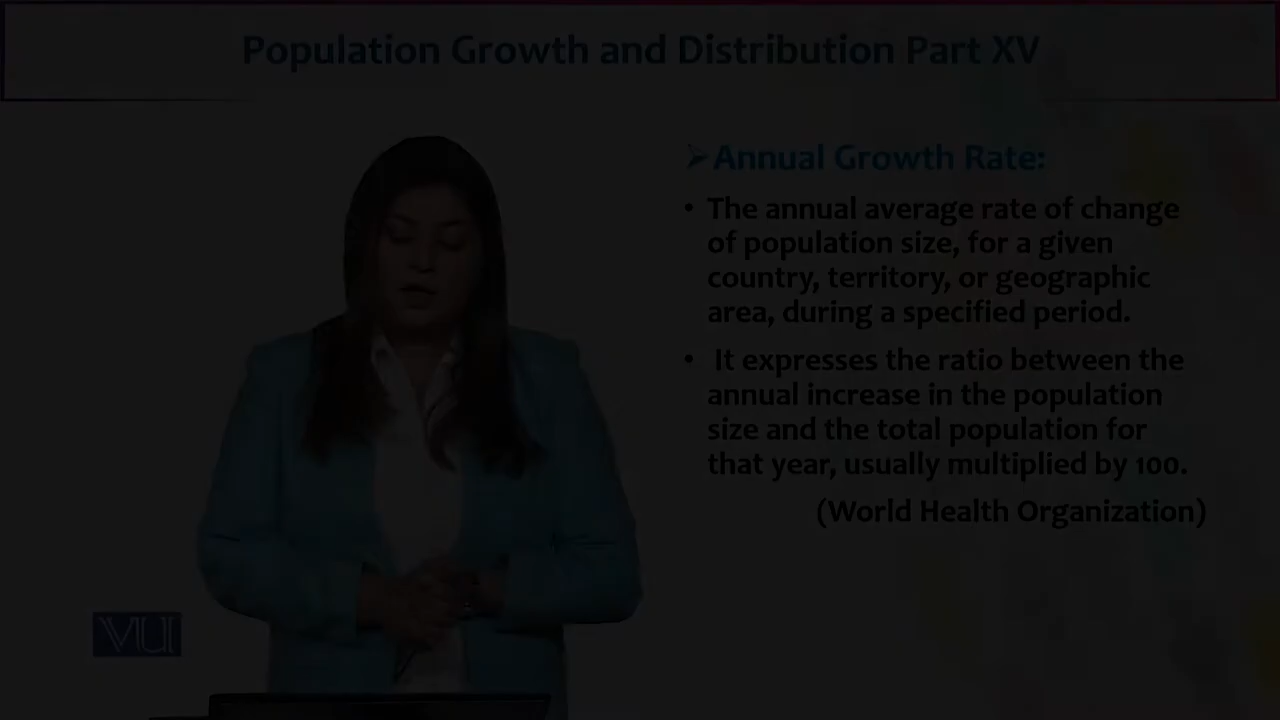 Population Growth and Distribution Part XV
➢Annual Growth Rate:
• The annual average rate of change
of population size, for a given
country, territory, or geographic
area, during a specified period.
• It expresses the ratio between the
annual increase in the population
size and the total population for
that year, usually multiplied by 100.
(World Health Organization)
VU